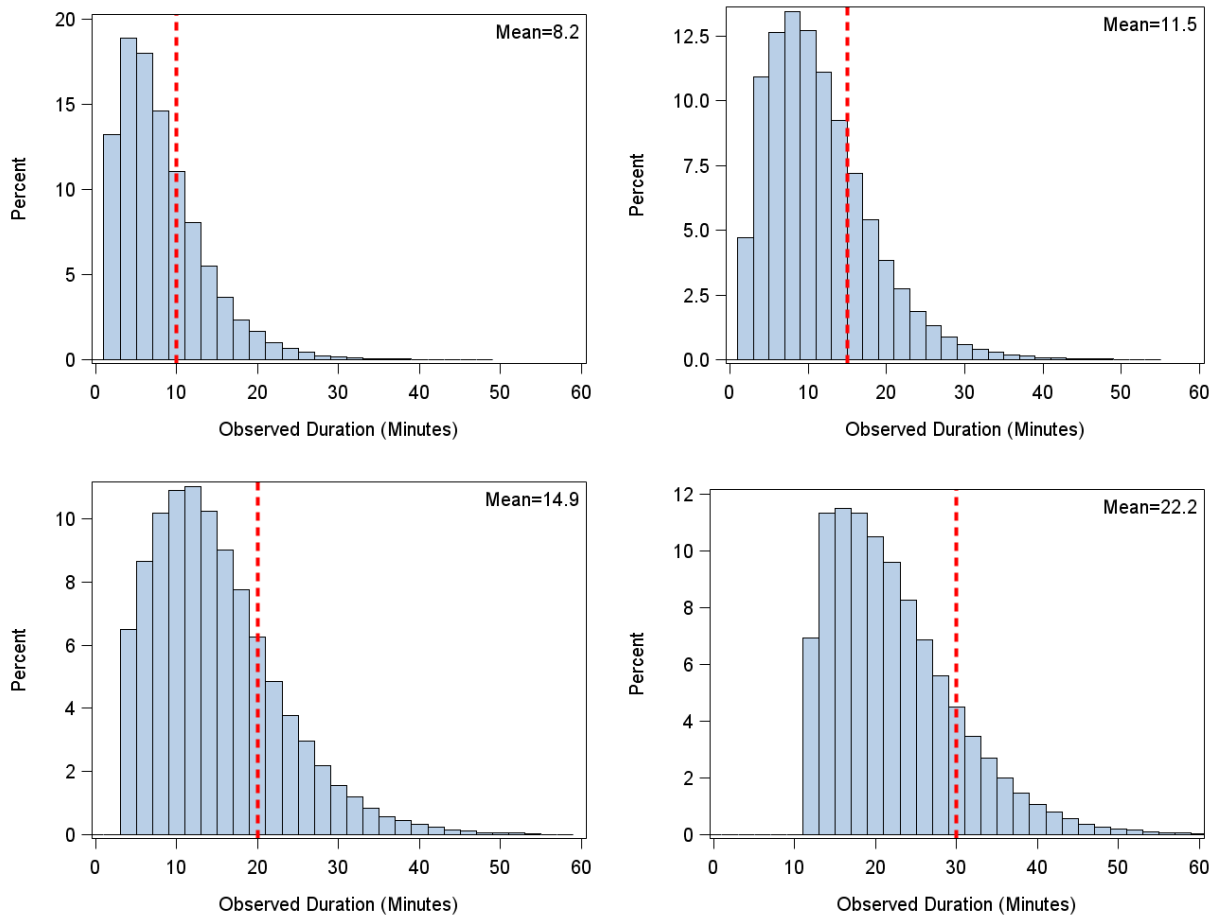 Mean=8.2
20
15
10
5
0
Percent
0 10 20 30 40 50 60
Observed Duration (Minutes)
Mean=11.5
12.5
10.0
7.5
5.0
2.5
0.0
Percent
0 10 20 30 40 50 60
Observed Duration (Minutes)
Mean=14.9
10
8
6
4
2
0
Percent
0 10 20 30 40 50 60
Observed Duration (Minutes)
Mean=22.2
12
10
8
6
4
2
0
Percent
0 10 20 30 40 50 60
Observed Duration (Minutes)